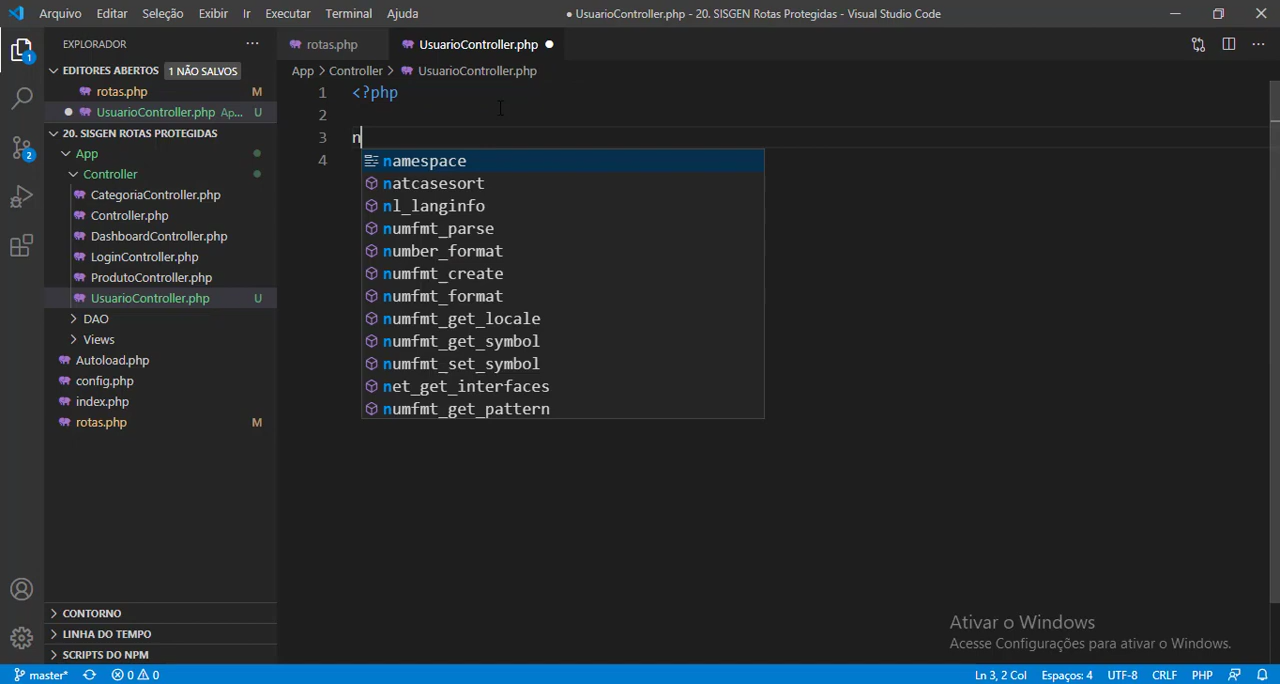 Arquivo Editar Seleção Exibir Ir Executar Terminal Ajuda
● UsuarioController.php - 20. SISGEN Rotas Protegidas - Visual Studio Code
EXPLORADOR
rotas.php
UsuarioController.php ●
EDITORES ABERTOS 1 NÃO SALVOS
App > Controller > UsuarioController.php
rotas.php M
UsuarioController.php Ap... U
20. SISGEN ROTAS PROTEGIDAS
App
Controller
CategoriaController.php
Controller.php
DashboardController.php
LoginController.php
ProdutoController.php
UsuarioController.php U
DAO
Views
Autoload.php
config.php
index.php
rotas.php M
1 <?php
2
3 n
4
namespace
natcasesort
nl_langinfo
numfmt_parse
number_format
numfmt_create
numfmt_format
numfmt_get_locale
numfmt_get_symbol
numfmt_set_symbol
net_get_interfaces
numfmt_get_pattern
1
2
CONTORNO
LINHA DO TEMPO
SCRIPTS DO NPM
Ativar o Windows
Acesse Configurações para ativar o Windows.
master* 0 0
Ln 3, 2 Col Espaços: 4 UTF-8 CRLF PHP